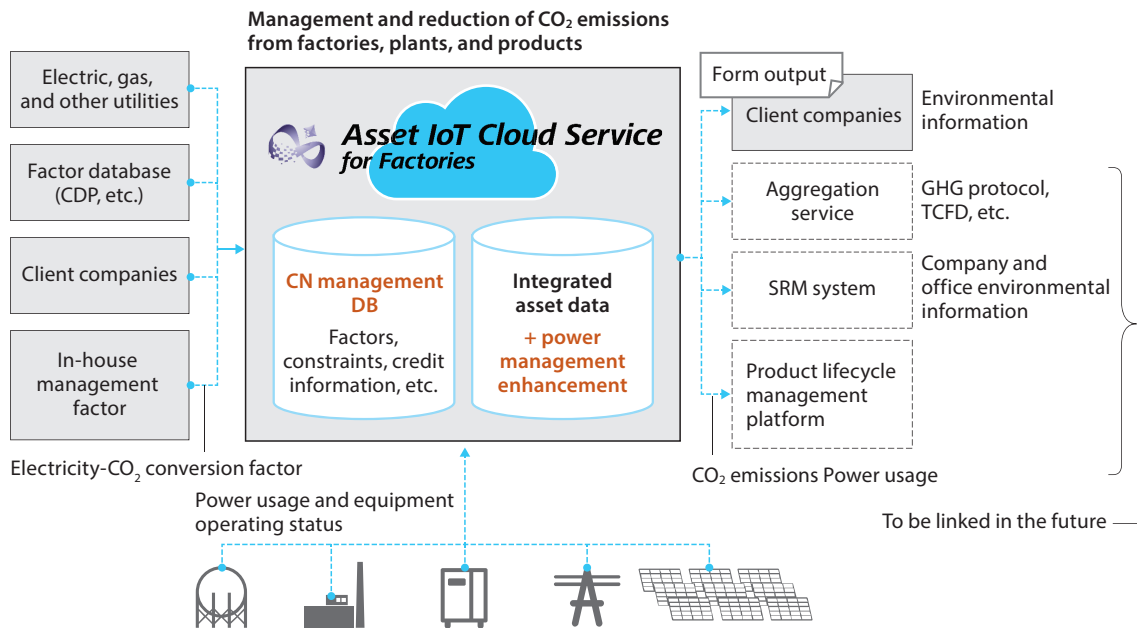 Management and reduction of CO₂ emissions
from factories, plants, and products
Electric, gas,
and other utilities
Factor database
(CDP, etc.)
Client companies
In-house
management
factor
Electricity-CO₂ conversion factor
Asset IoT Cloud Service
for Factories
CN management
DB
Factors,
constraints, credit
information, etc.
Integrated
asset data
+ power
management
enhancement
Power usage and equipment
operating status
Form output
Client companies
Environmental
information
Aggregation
service
GHG protocol,
TCFD, etc.
SRM system
Company and
office environmental
information
Product lifecycle
management
platform
CO₂ emissions Power usage
To be linked in the future